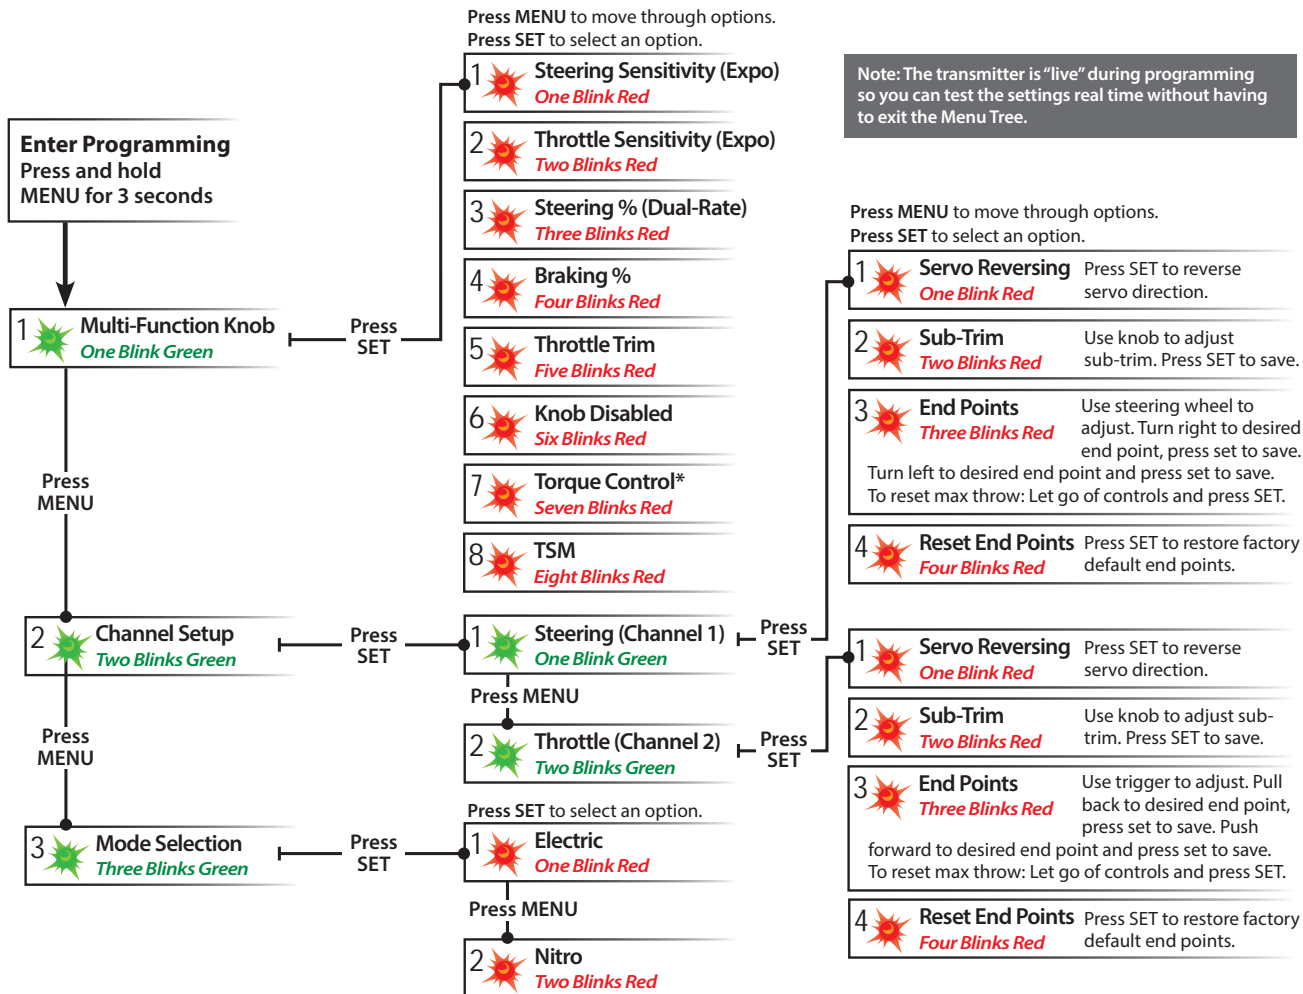 Press MENU to move through options.
Press SET to select an option.
1
Steering Sensitivity (Expo)
One Blink Red
2
Throttle Sensitivity (Expo)
Two Blinks Red
3
Steering % (Dual-Rate)
Three Blinks Red
4
Braking %
Four Blinks Red
5
Throttle Trim
Five Blinks Red
6
Knob Disabled
Six Blinks Red
7
Torque Control*
Seven Blinks Red
8
TSM
Eight Blinks Red
Note: The transmitter is “live” during programming
so you can test the settings real time without having
to exit the Menu Tree.
Enter Programming
Press and hold
MENU for 3 seconds
1
Multi-Function Knob
One Blink Green
Press
SET
Press
MENU
2
Channel Setup
Two Blinks Green
Press
SET
1
Steering (Channel 1)
One Blink Green
Press
SET
Press MENU
2
Throttle (Channel 2)
Two Blinks Green
Press
SET
Press
MENU
3
Mode Selection
Three Blinks Green
Press
SET
Press SET to select an option.
1
Electric
One Blink Red
Press MENU
2
Nitro
Two Blinks Red
Press MENU to move through options.
Press SET to select an option.
1
Servo Reversing
One Blink Red
Press SET to reverse
servo direction.
2
Sub-Trim
Two Blinks Red
Use knob to adjust
sub-trim. Press SET to save.
3
End Points
Three Blinks Red
Use steering wheel to
adjust. Turn right to desired
end point, press set to save.
Turn left to desired end point and press set to save.
To reset max throw: Let go of controls and press SET.
4
Reset End Points
Four Blinks Red
Press SET to restore factory
default end points.
1
Servo Reversing
One Blink Red
Press SET to reverse
servo direction.
2
Sub-Trim
Two Blinks Red
Use knob to adjust sub-
trim. Press SET to save.
3
End Points
Three Blinks Red
Use trigger to adjust. Pull
back to desired end point,
press set to save. Push
forward to desired end point and press set to save.
To reset max throw: Let go of controls and press SET.
4
Reset End Points
Four Blinks Red
Press SET to restore factory
default end points.